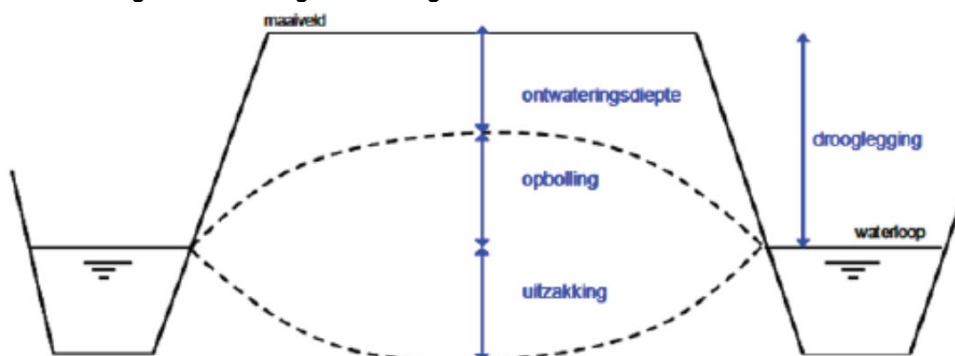 maaiveld
ontwateringsdiepte
drooglegging
opbolling
waterloop
uitzakking